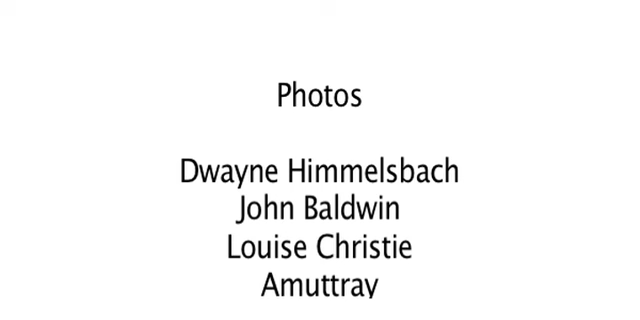 Photos
Dwayne Himmelsbach
John Baldwin
Louise Christie
Amuttray